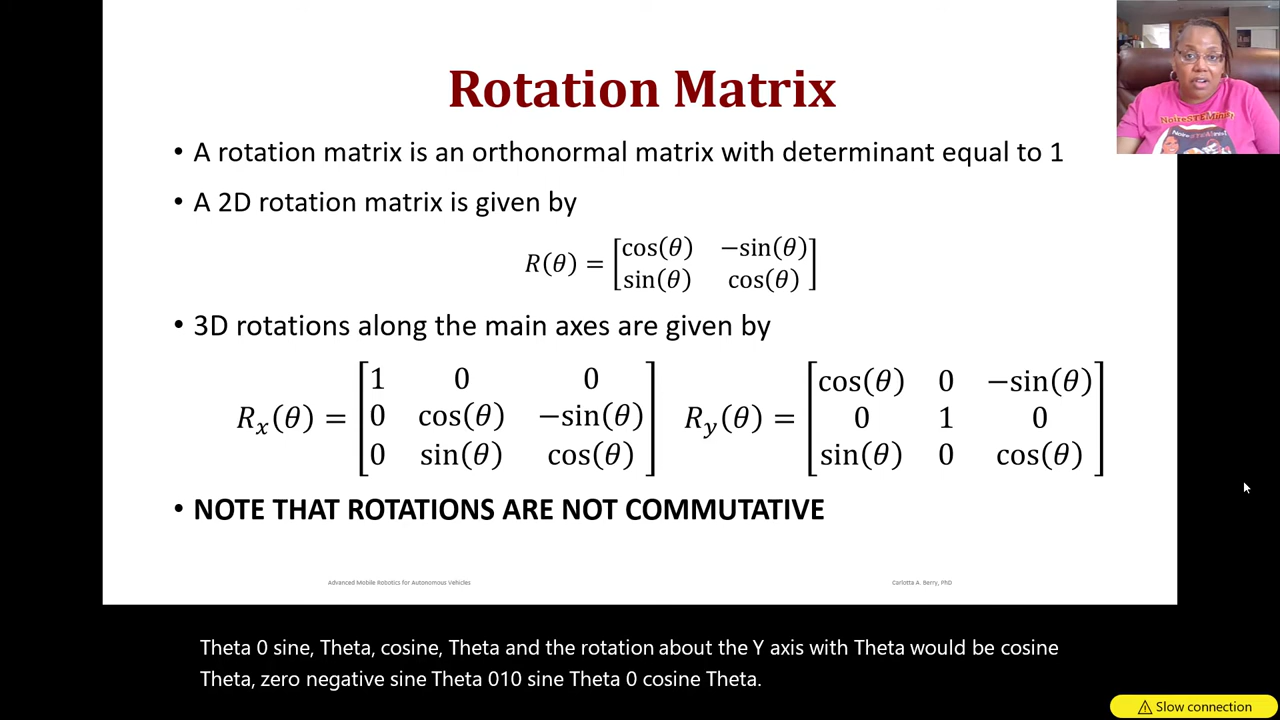 Rotation Matrix
• A rotation matrix is an orthonormal matrix with determinant equal to 1
• A 2D rotation matrix is given by
R(θ) = [cos(θ) −sin(θ)
sin(θ) cos(θ)]
• 3D rotations along the main axes are given by
R_x(θ) = [1 0 0
0 cos(θ) −sin(θ)
0 sin(θ) cos(θ)]
R_y(θ) = [cos(θ) 0 −sin(θ)
0 1 0
sin(θ) 0 cos(θ)]
• NOTE THAT ROTATIONS ARE NOT COMMUTATIVE
Advanced Mobile Robotics for Autonomous Vehicles
Carlotta A. Berry, PhD
Theta 0 sine, Theta, cosine, Theta and the rotation about the Y axis with Theta would be cosine
Theta, zero negative sine Theta 010 sine Theta 0 cosine Theta.
⚠ Slow connection